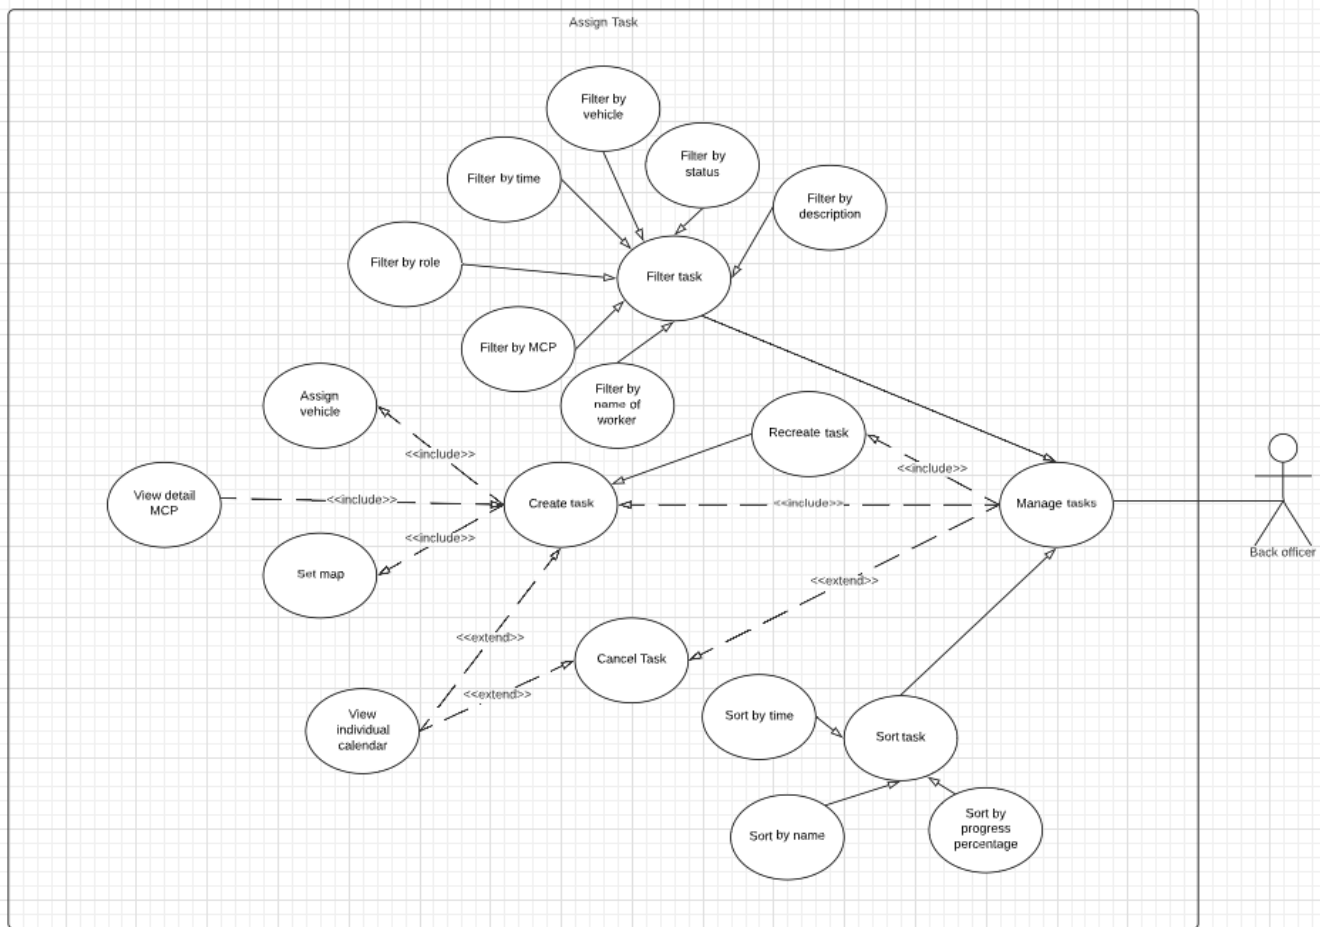 Assign Task
Filter by
vehicle
Filter by
status
Filter by time
Filter by
description
Filter by role
Filter task
Filter by MCP
Filter by
name of
worker
Assign
vehicle
Recreate task
<<include>>
<<include>>
View detail
MCP
<<include>>
Create task
<<include>>
Manage tasks
Back officer
<<include>>
Set map
<<extend>>
<<extend>>
Cancel Task
<<extend>>
View
individual
calendar
Sort by time
Sort task
Sort by name
Sort by
progress
percentage